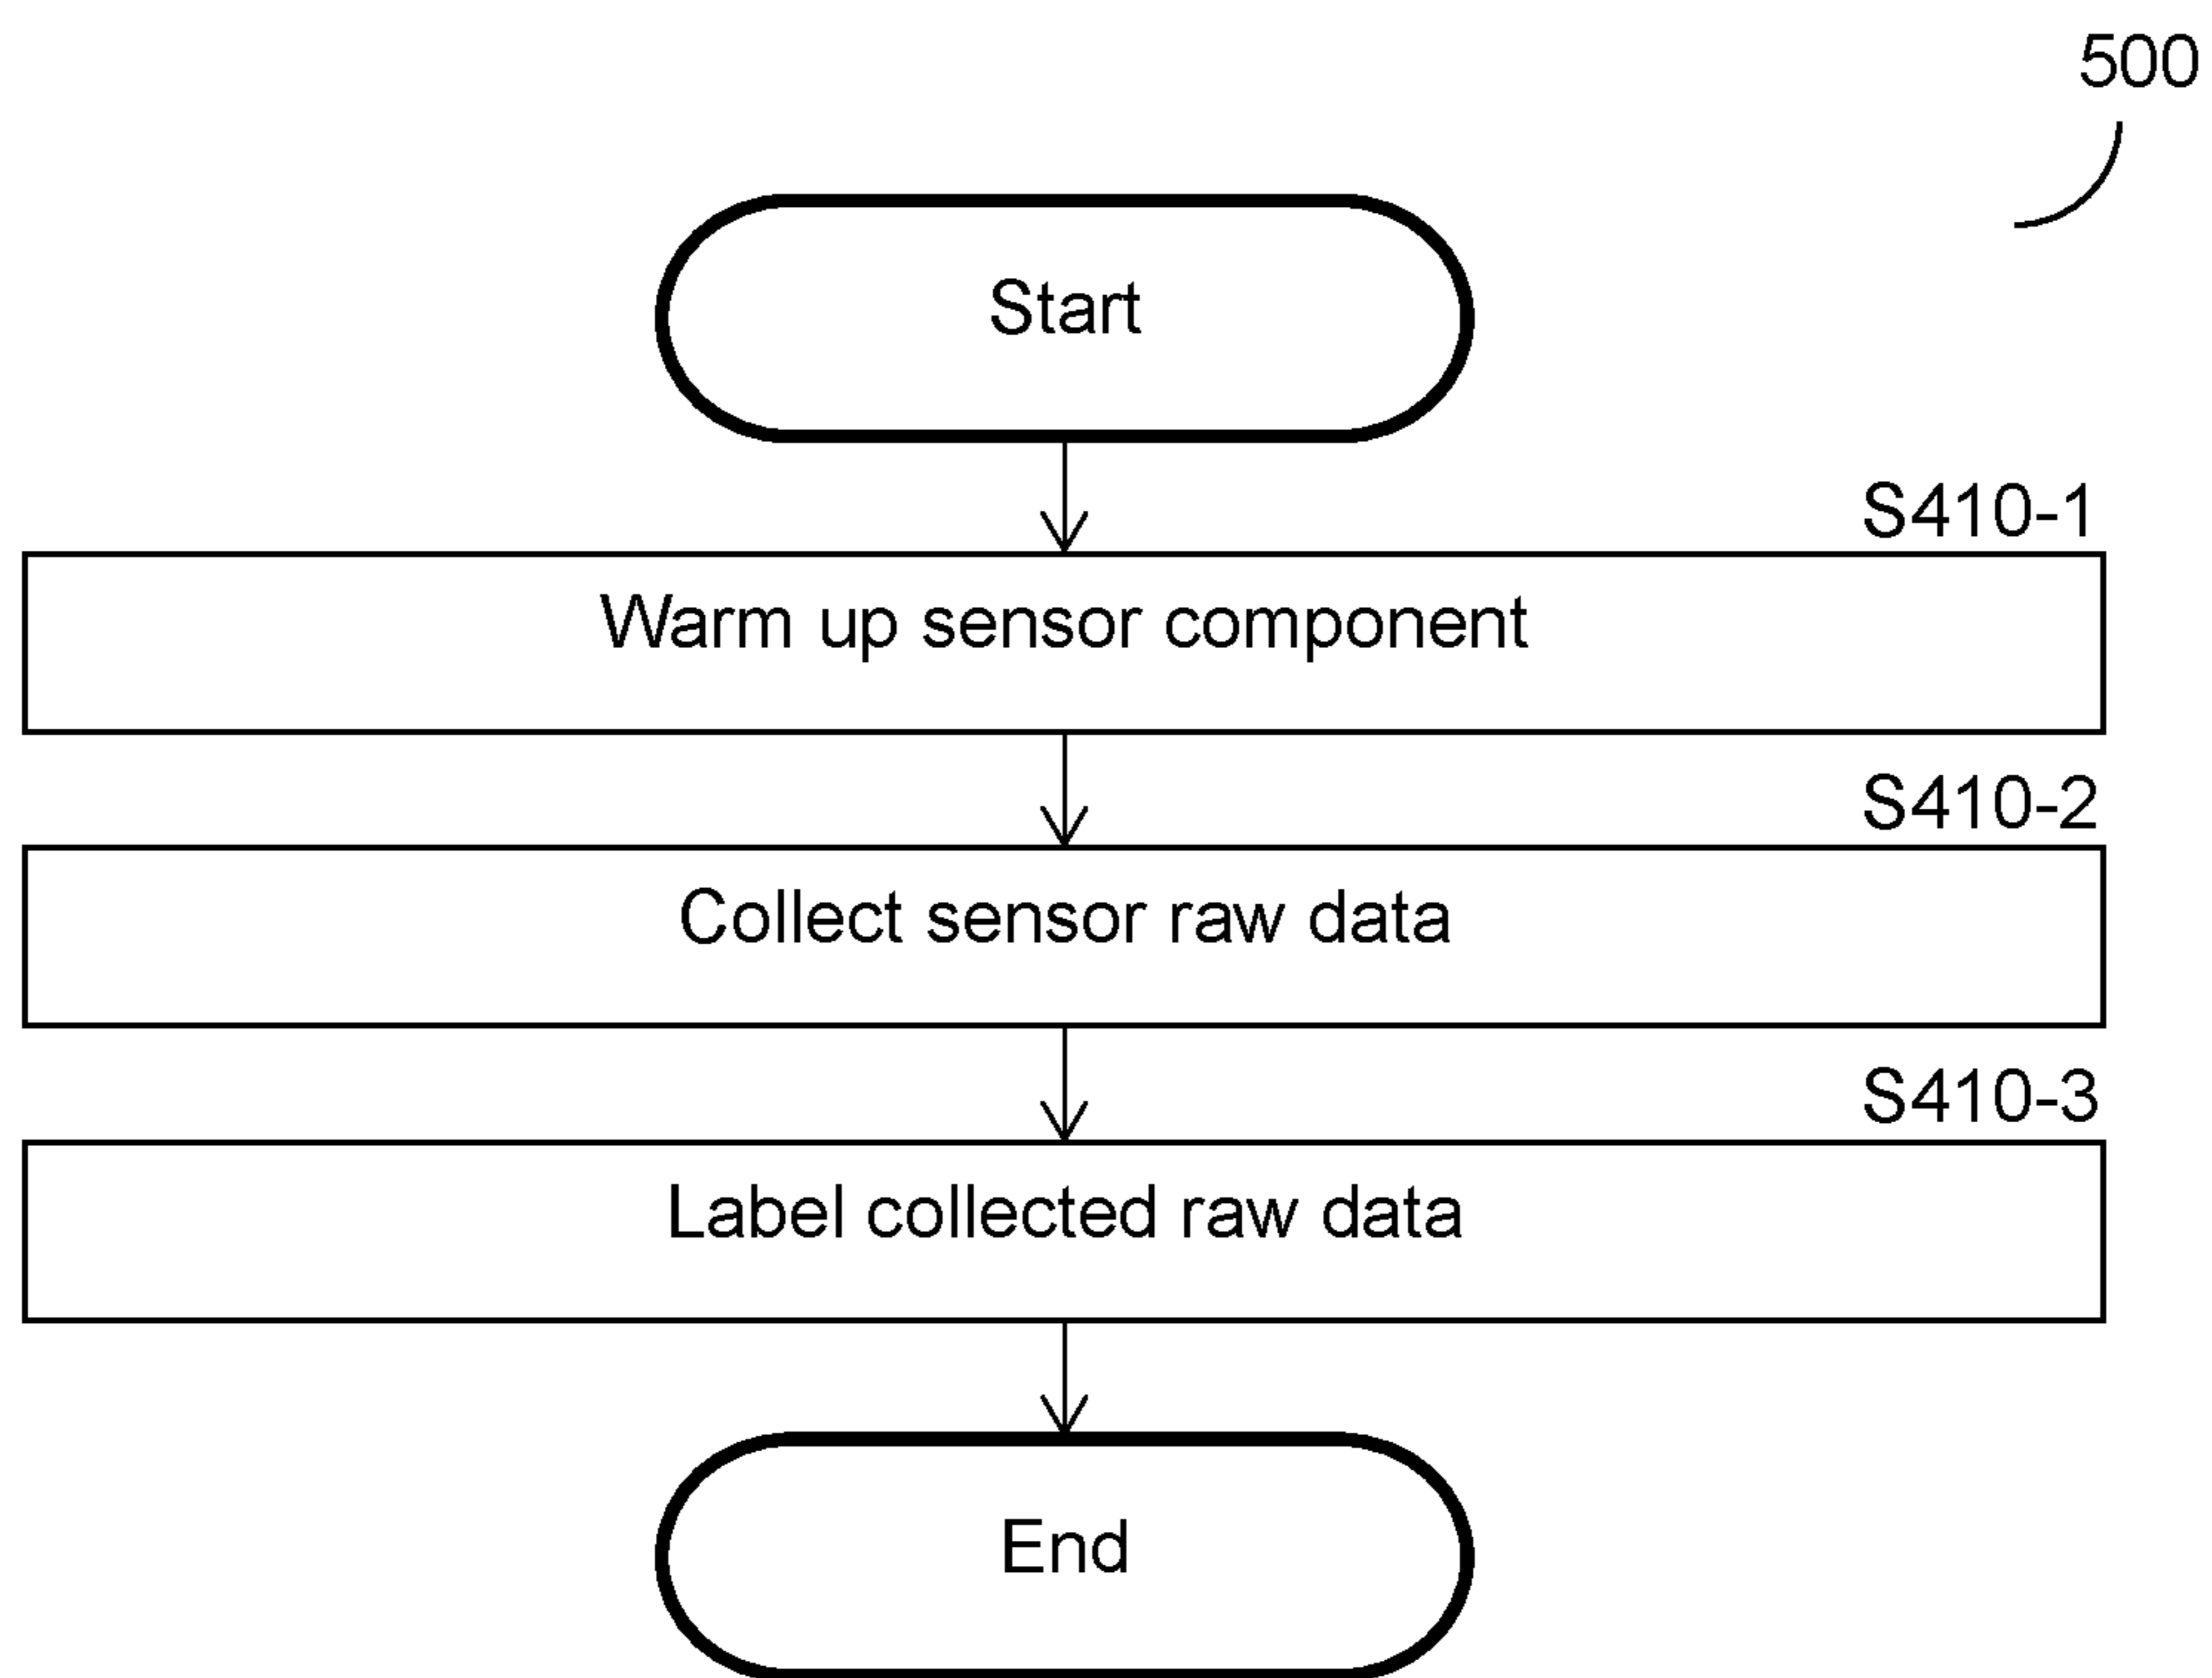 500
Start
S410-1
Warm up sensor component
S410-2
Collect sensor raw data
S410-3
Label collected raw data
End